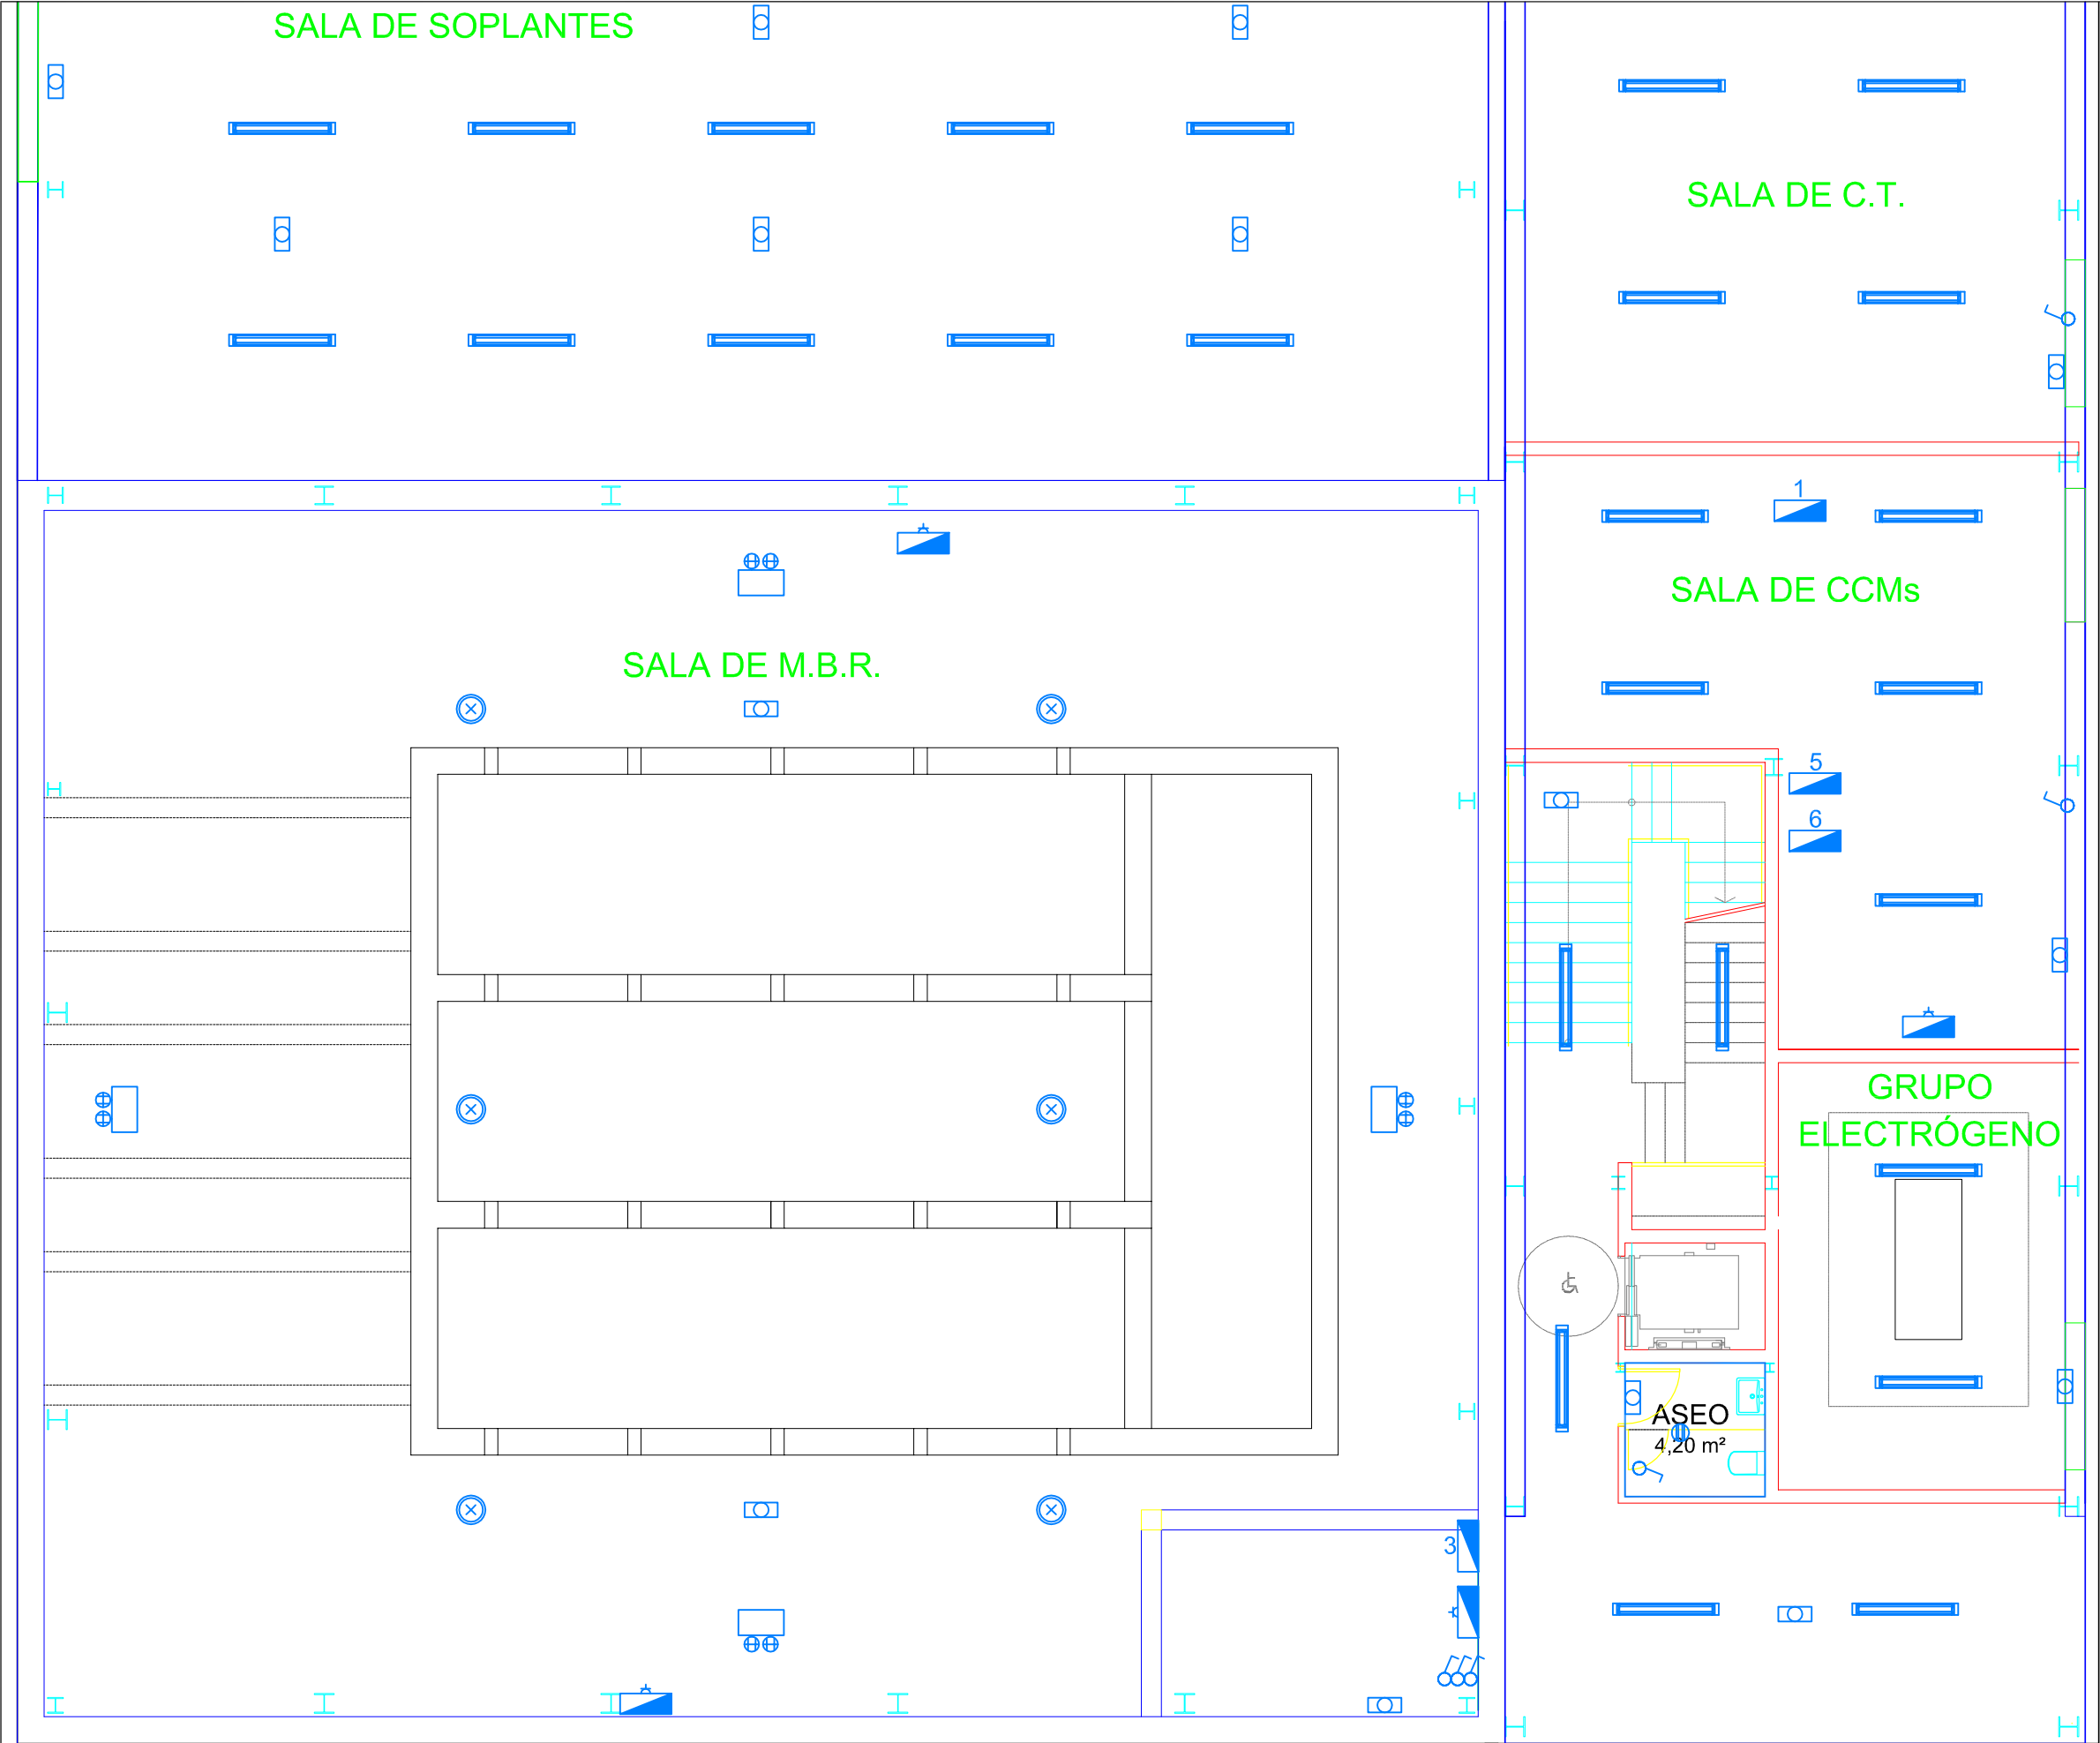 SALA DE SOPLANTES
SALA DE C.T.
1
SALA DE CCMs
SALA DE M.B.R.
5
6
GRUPO
ELECTRÓGENO
ASEO
4,20 m²
3